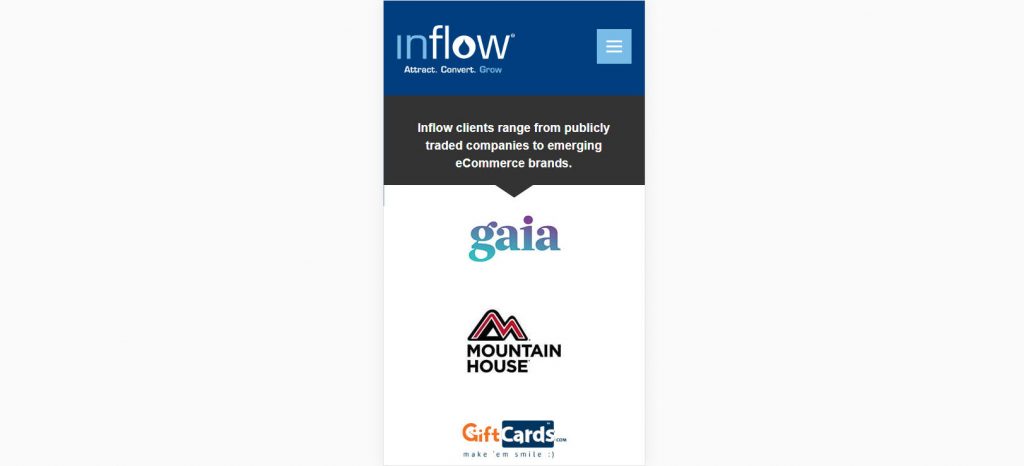 inflow®
Attract. Convert. Grow
Inflow clients range from publicly
traded companies to emerging
eCommerce brands.
gaia
MOUNTAIN
HOUSE
GiftCards.COM
make 'em smile :)